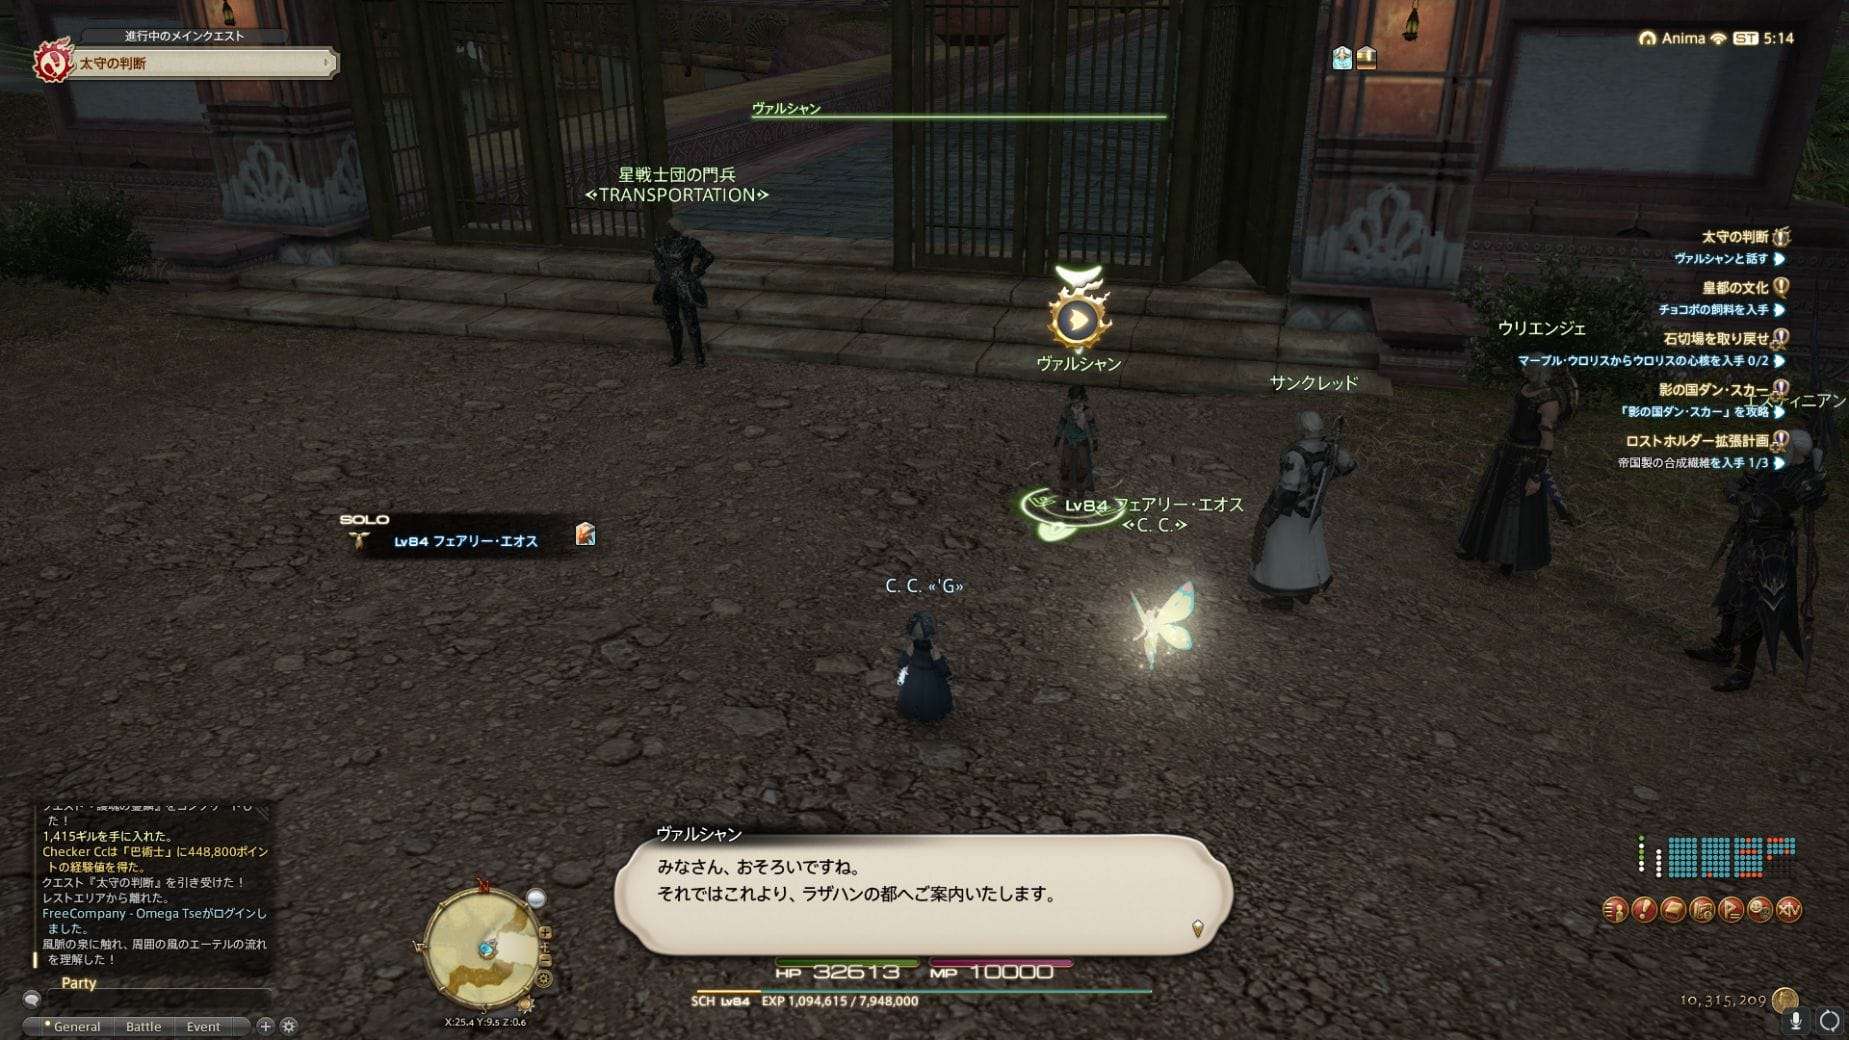 進行中のメインクエスト
太守の判断
Anima ST 5:14
ヴァルシャン
星戦士団の門兵
«TRANSPORTATION»
ヴァルシャン
サンクレッド
ウリエンジェ
太守の判断
ヴァルシャンと話す
皇都の文化
チョコボの飼料を入手
石切場を取り戻せ
マーブル・ウロリスからウロリスの心核を入手 0/2
影の国ダン・スカー
「影の国ダン・スカー」を攻略
ロストホルダー拡張計画
帝国製の合成繊維を入手 1/3
Lv84 フェアリー・エオス
«C. C.»
SOLO
Lv84 フェアリー・エオス
C. C. «'G»
た！
1,415ギルを手に入れた。
Checker Ccは「巴術士」に448,800ポイン
トの経験値を得た。
クエスト『太守の判断』を引き受けた！
レストエリアから離れた。
FreeCompany - Omega Tseがログインし
ました。
風脈の泉に触れ、周囲の風のエーテルの流れ
を理解した！
Party
General Battle Event
X:25.4 Y:9.5 Z:0.6
ヴァルシャン
みなさん、おそろいですね。
それではこれより、ラザハンの都へご案内いたします。
HP 32613 MP 10000
SCH Lv84 EXP 1,094,615 / 7,948,000
10,315,209